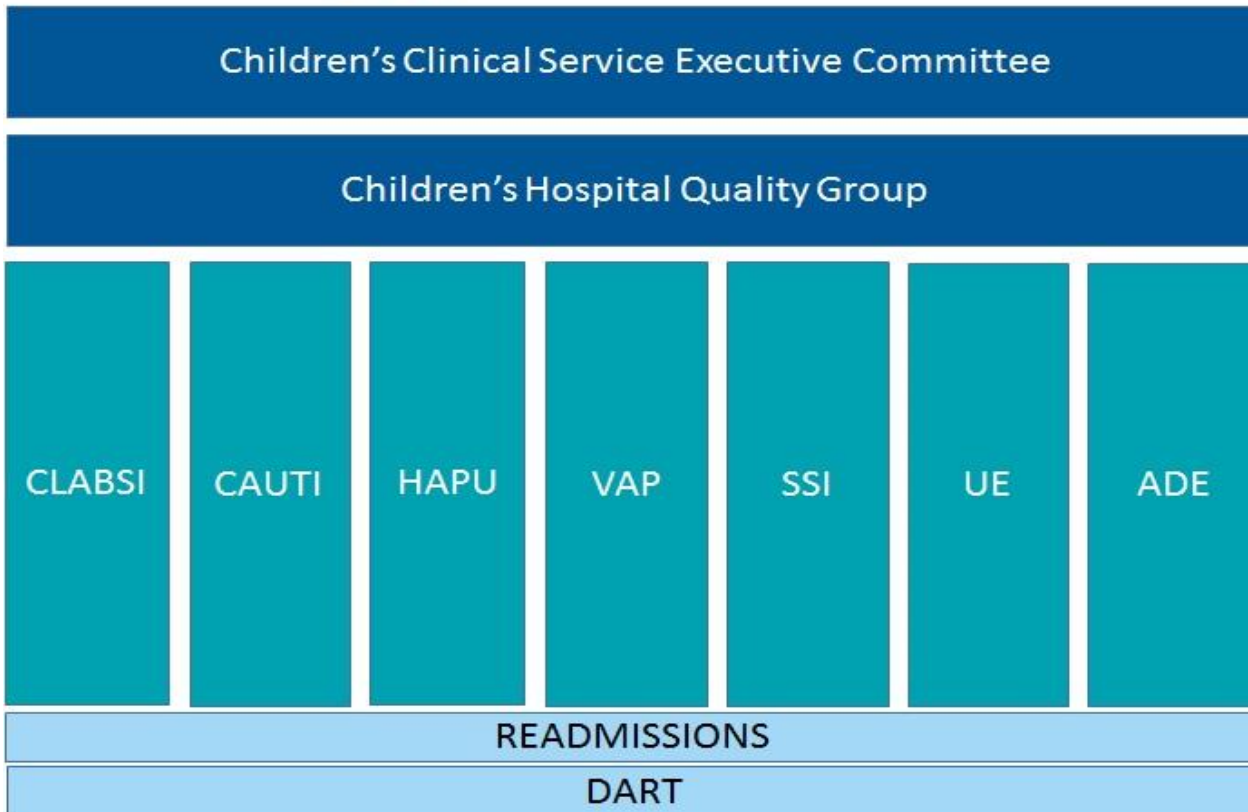 Children’s Clinical Service Executive Committee
Children’s Hospital Quality Group
CLABSI
CAUTI
HAPU
VAP
SSI
UE
ADE
READMISSIONS
DART